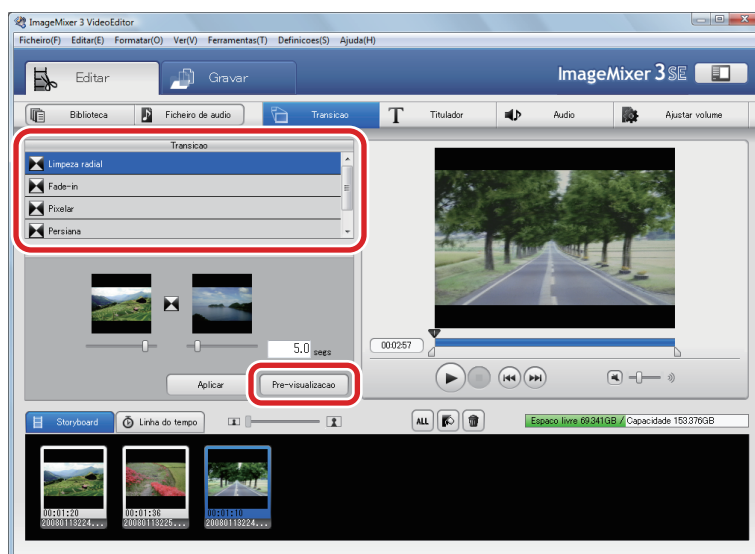 ImageMixer 3 VideoEditor
Ficheiro(F) Editar(E) Formatar(O) Ver(V) Ferramentas(T) Definicoes(S) Ajuda(H)
Editar Gravar ImageMixer 3 SE
Biblioteca Ficheiro de audio Transicao T Titulador Audio Ajustar volume
Transicao
Limpeza radial
Fade-in
Pixelar
Persiana
5.0 segs
00:02:57
Aplicar Pre-visualizacao
Storyboard Linha do tempo ALL Espaco livre 69.341GB / Capacidade 153.376GB
00:01:20 00:01:36 00:01:10
20080113224... 20080113225... 20080113224...